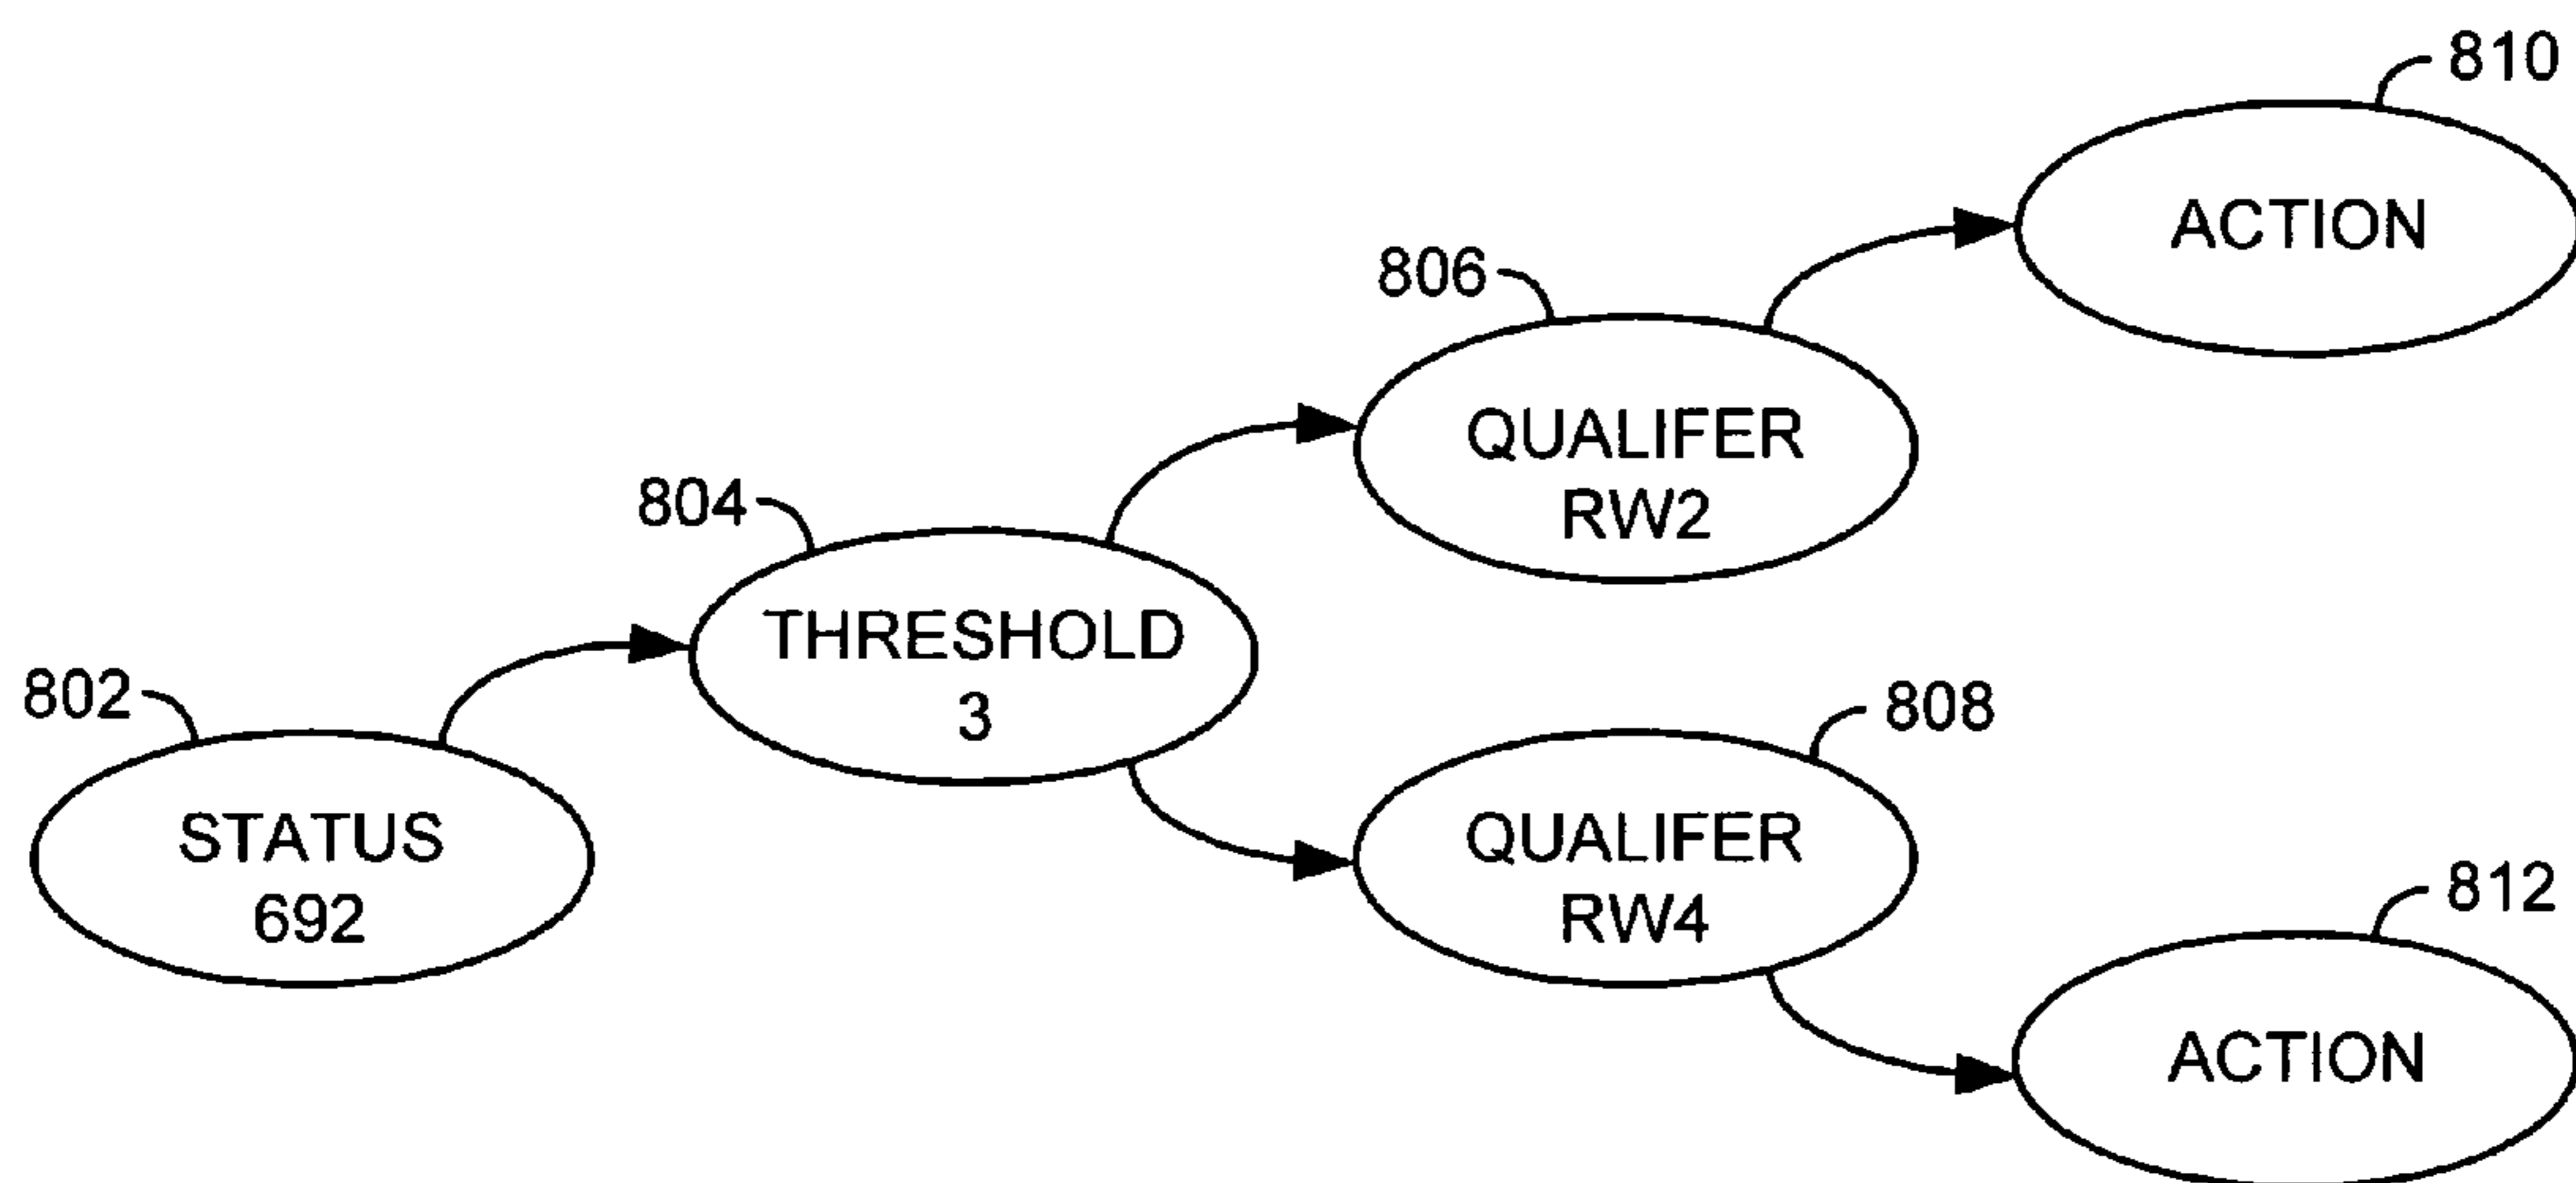 810
ACTION
806
QUALIFER
RW2
804
THRESHOLD
3
802
STATUS
692
808
QUALIFER
RW4
812
ACTION